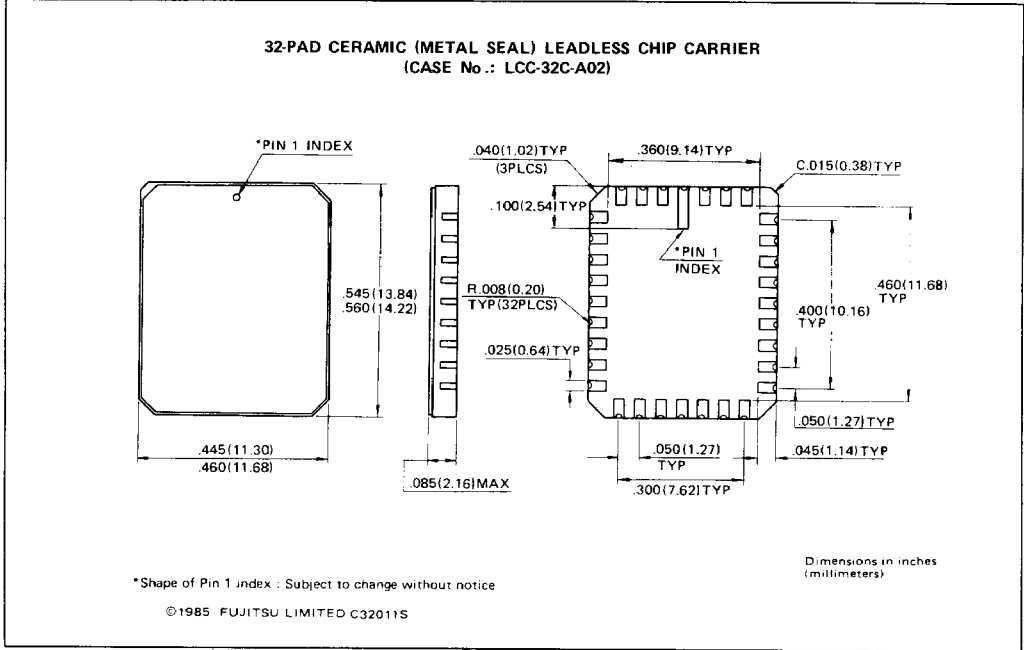 32-PAD CERAMIC (METAL SEAL) LEADLESS CHIP CARRIER
(CASE No.: LCC-32C-A02)
*PIN 1 INDEX
.545(13.84)
.560(14.22)
.445(11.30)
.460(11.68)
.085(2.16)MAX
.040(1.02)TYP
(3PLCS)
.360(9.14)TYP
C.015(0.38)TYP
.100(2.54)TYP
*PIN 1
INDEX
R.008(0.20)
TYP(32PLCS)
.025(0.64)TYP
.460(11.68)
TYP
.400(10.16)
TYP
.050(1.27)TYP
.045(1.14)TYP
.050(1.27)
TYP
.300(7.62)TYP
Dimensions in inches
(millimeters)
*Shape of Pin 1 index : Subject to change without notice
©1985 FUJITSU LIMITED C32011S